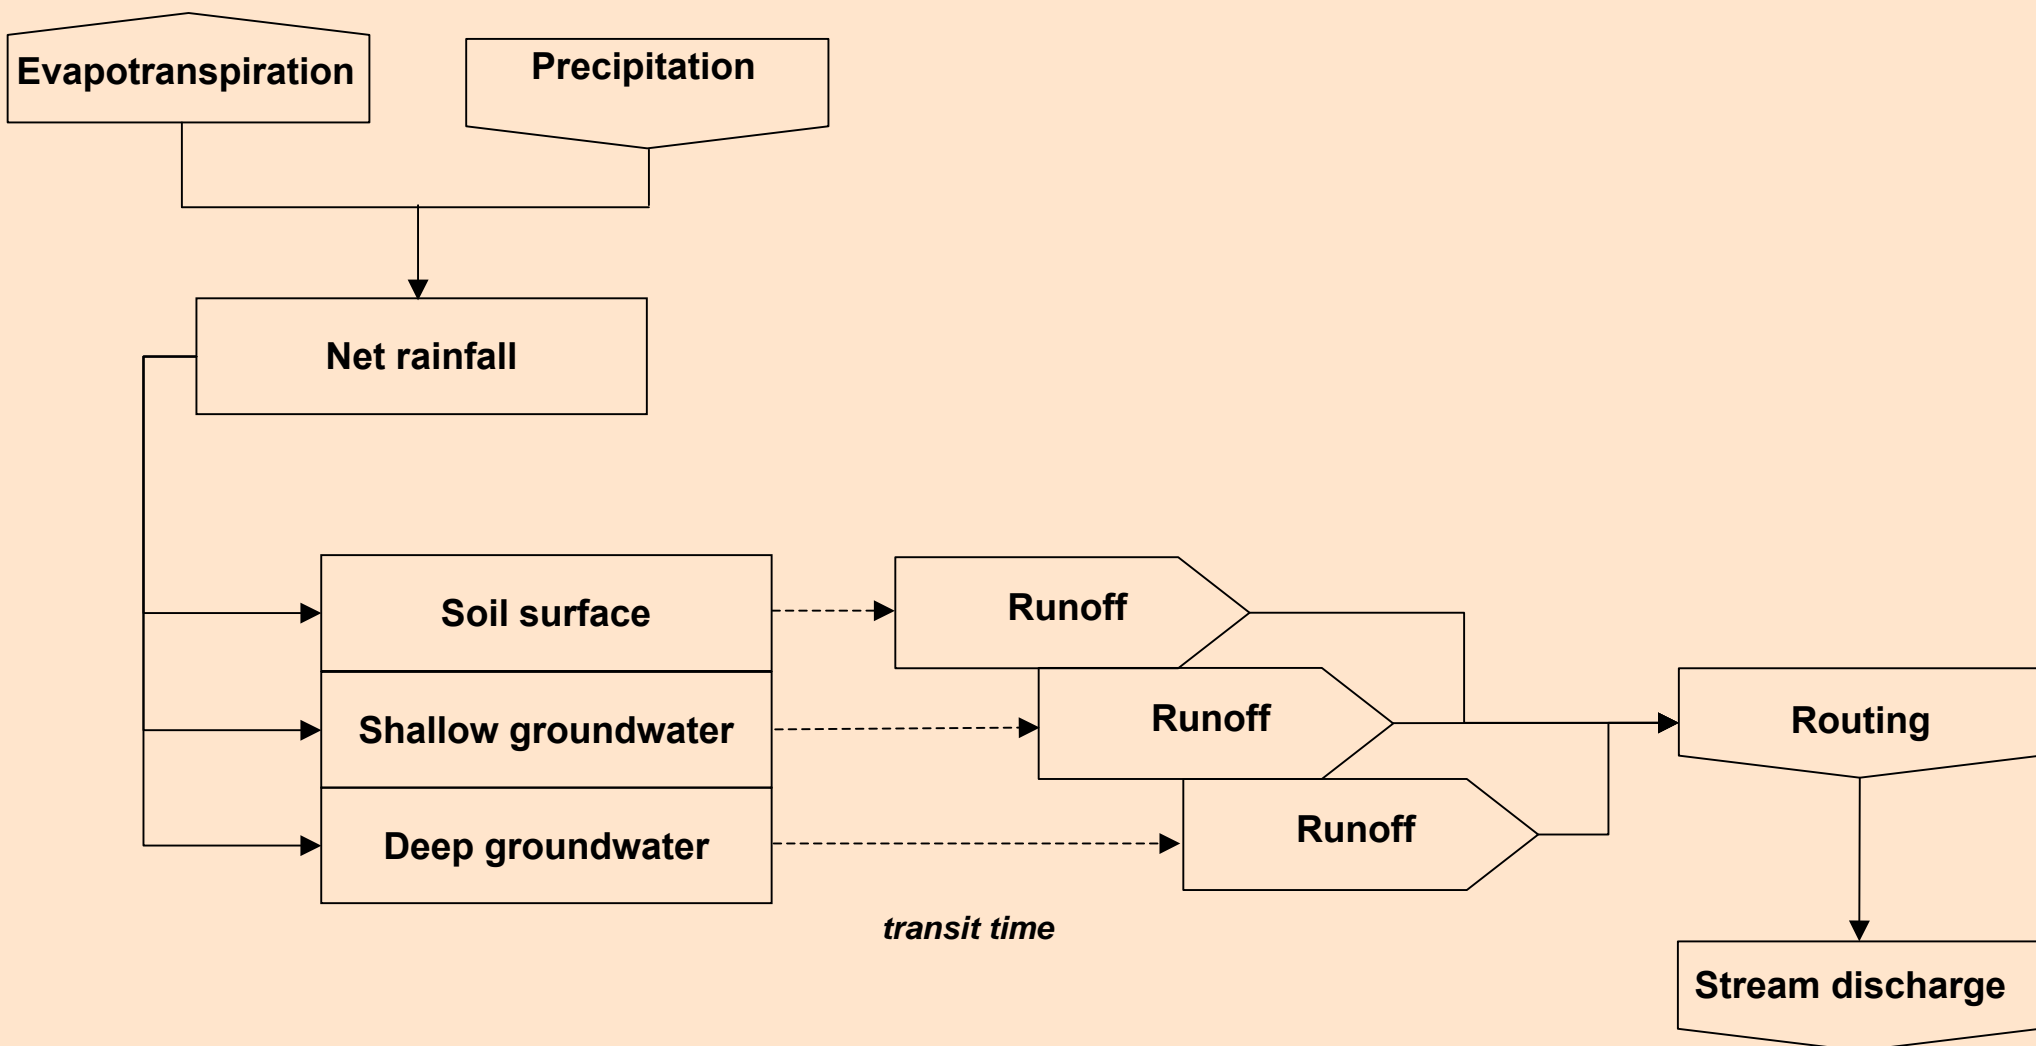 Evapotranspiration
Precipitation
Net rainfall
Soil surface
Runoff
Shallow groundwater
Runoff
Routing
Deep groundwater
Runoff
transit time
Stream discharge